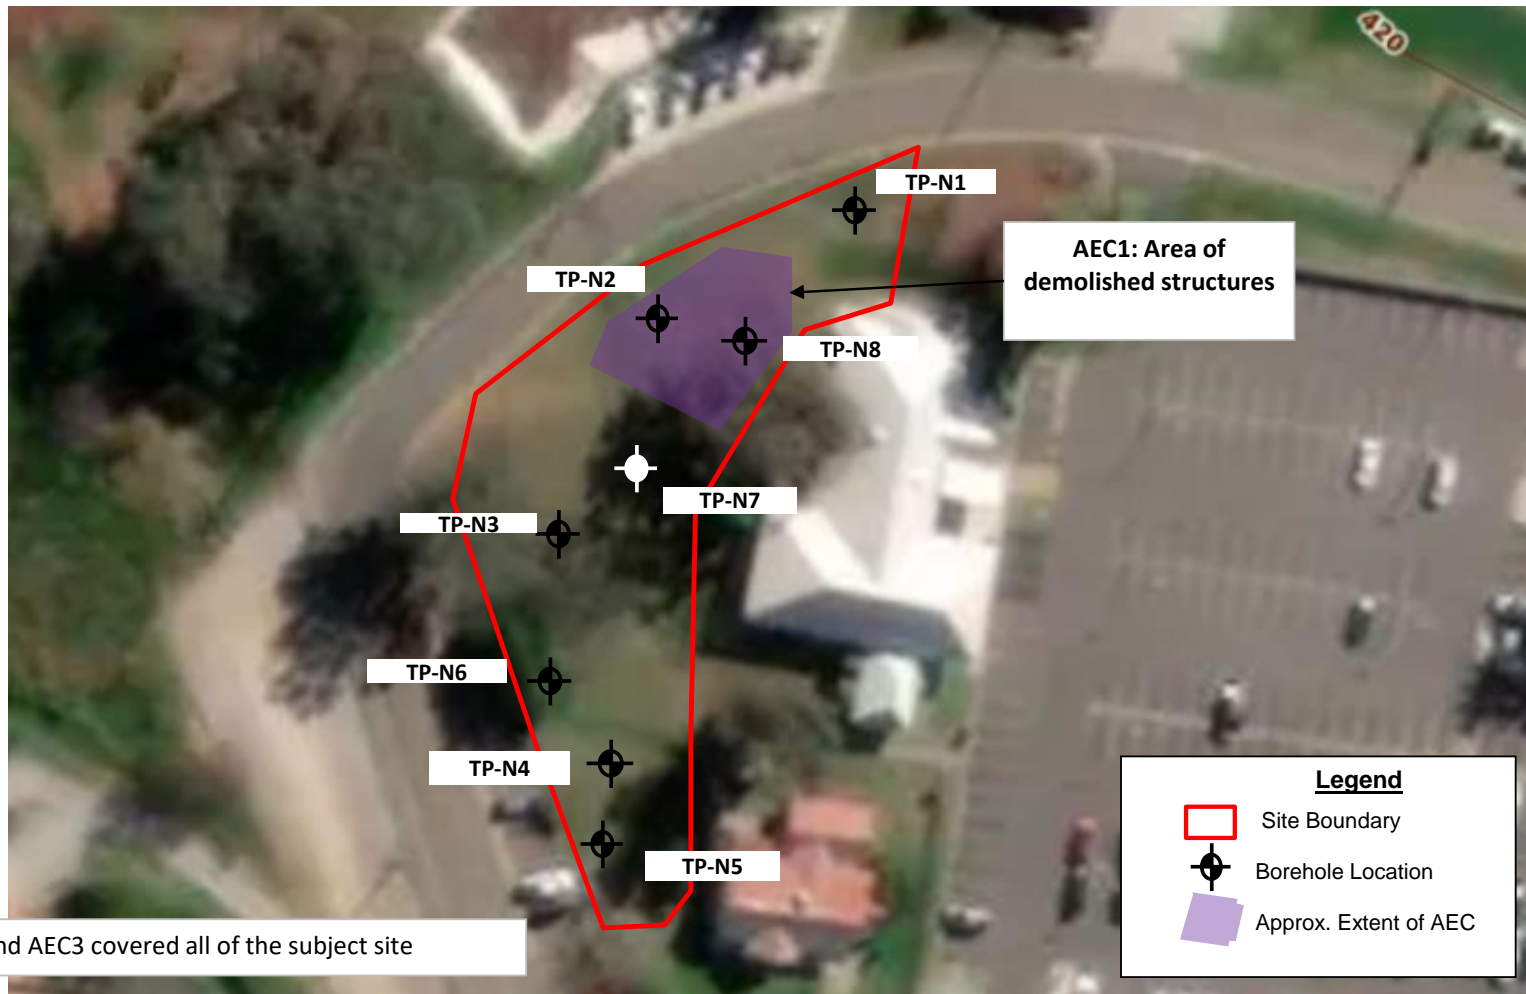 420
TP-N1
AEC1: Area of
demolished structures
TP-N2
TP-N8
TP-N7
TP-N3
TP-N6
TP-N4
TP-N5
nd AEC3 covered all of the subject site
Legend
Site Boundary
Borehole Location
Approx. Extent of AEC